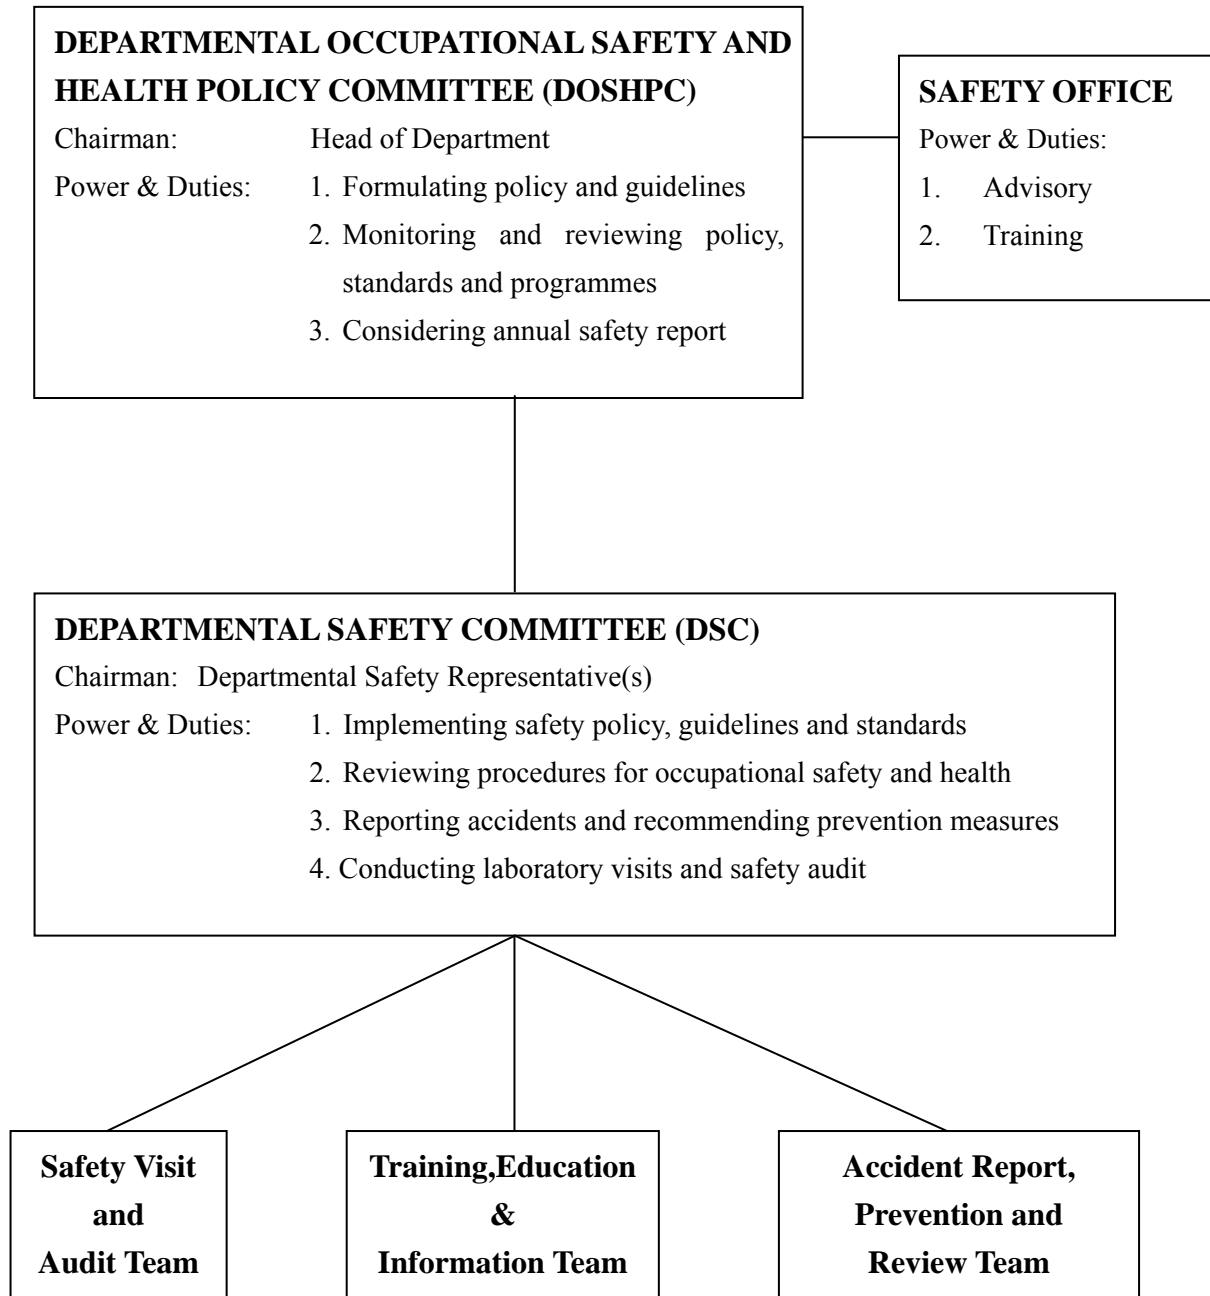 DEPARTMENTAL OCCUPATIONAL SAFETY AND
HEALTH POLICY COMMITTEE (DOSHPC)
Chairman: Head of Department
Power & Duties: 1. Formulating policy and guidelines
2. Monitoring and reviewing policy,
standards and programmes
3. Considering annual safety report
SAFETY OFFICE
Power & Duties:
1. Advisory
2. Training
DEPARTMENTAL SAFETY COMMITTEE (DSC)
Chairman: Departmental Safety Representative(s)
Power & Duties: 1. Implementing safety policy, guidelines and standards
2. Reviewing procedures for occupational safety and health
3. Reporting accidents and recommending prevention measures
4. Conducting laboratory visits and safety audit
Safety Visit
and
Audit Team
Training,Education
&
Information Team
Accident Report,
Prevention and
Review Team